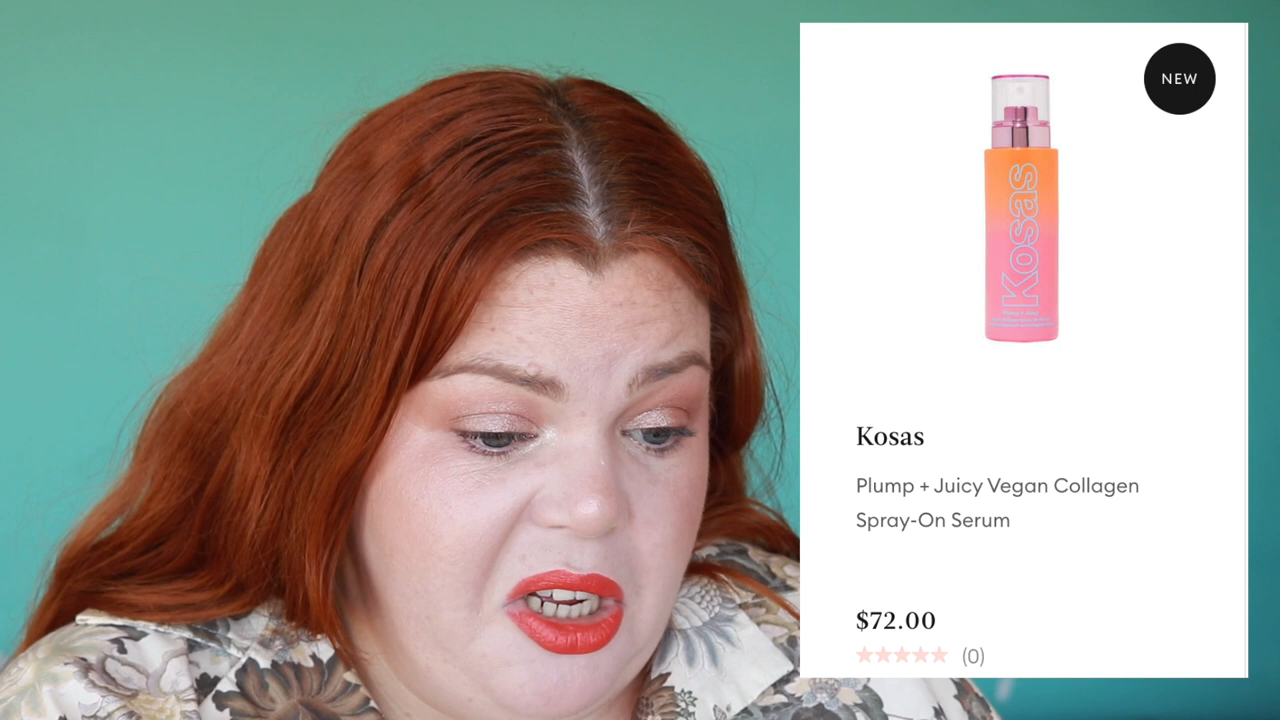 NEW
Kosas
Kosas
Plump + Juicy Vegan Collagen
Spray-On Serum
$72.00
(0)